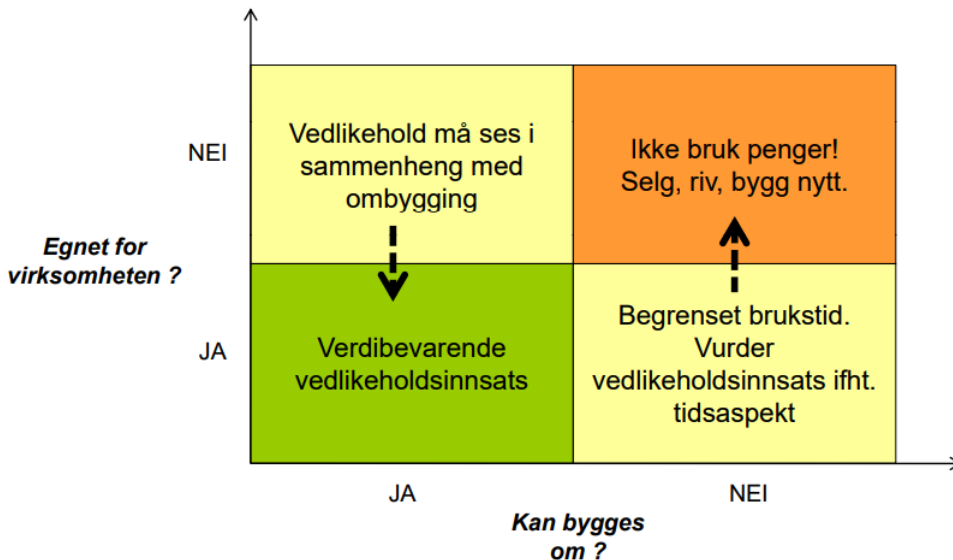 NEI
Vedlikehold må ses i
sammenheng med
ombygging
Ikke bruk penger!
Selg, riv, bygg nytt.
Egnet for
virksomheten ?
JA
Verdibevarende
vedlikeholdsinnsats
Begrenset brukstid.
Vurder
vedlikeholdsinnsats ifht.
tidsaspekt
JA
NEI
Kan bygges
om ?